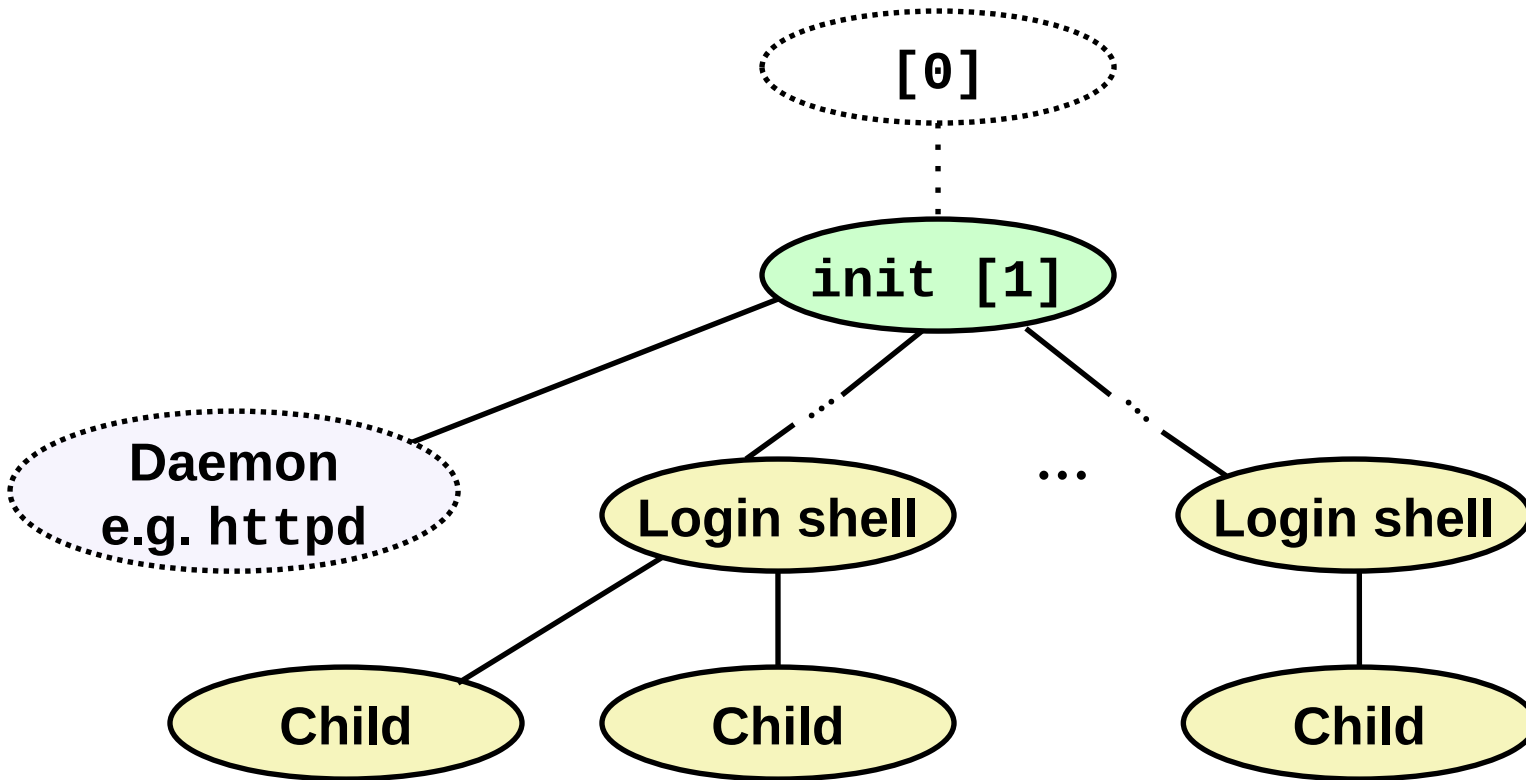 [0]
init [1]
Daemon
e.g. httpd
Login shell
...
Login shell
Child
Child
Child